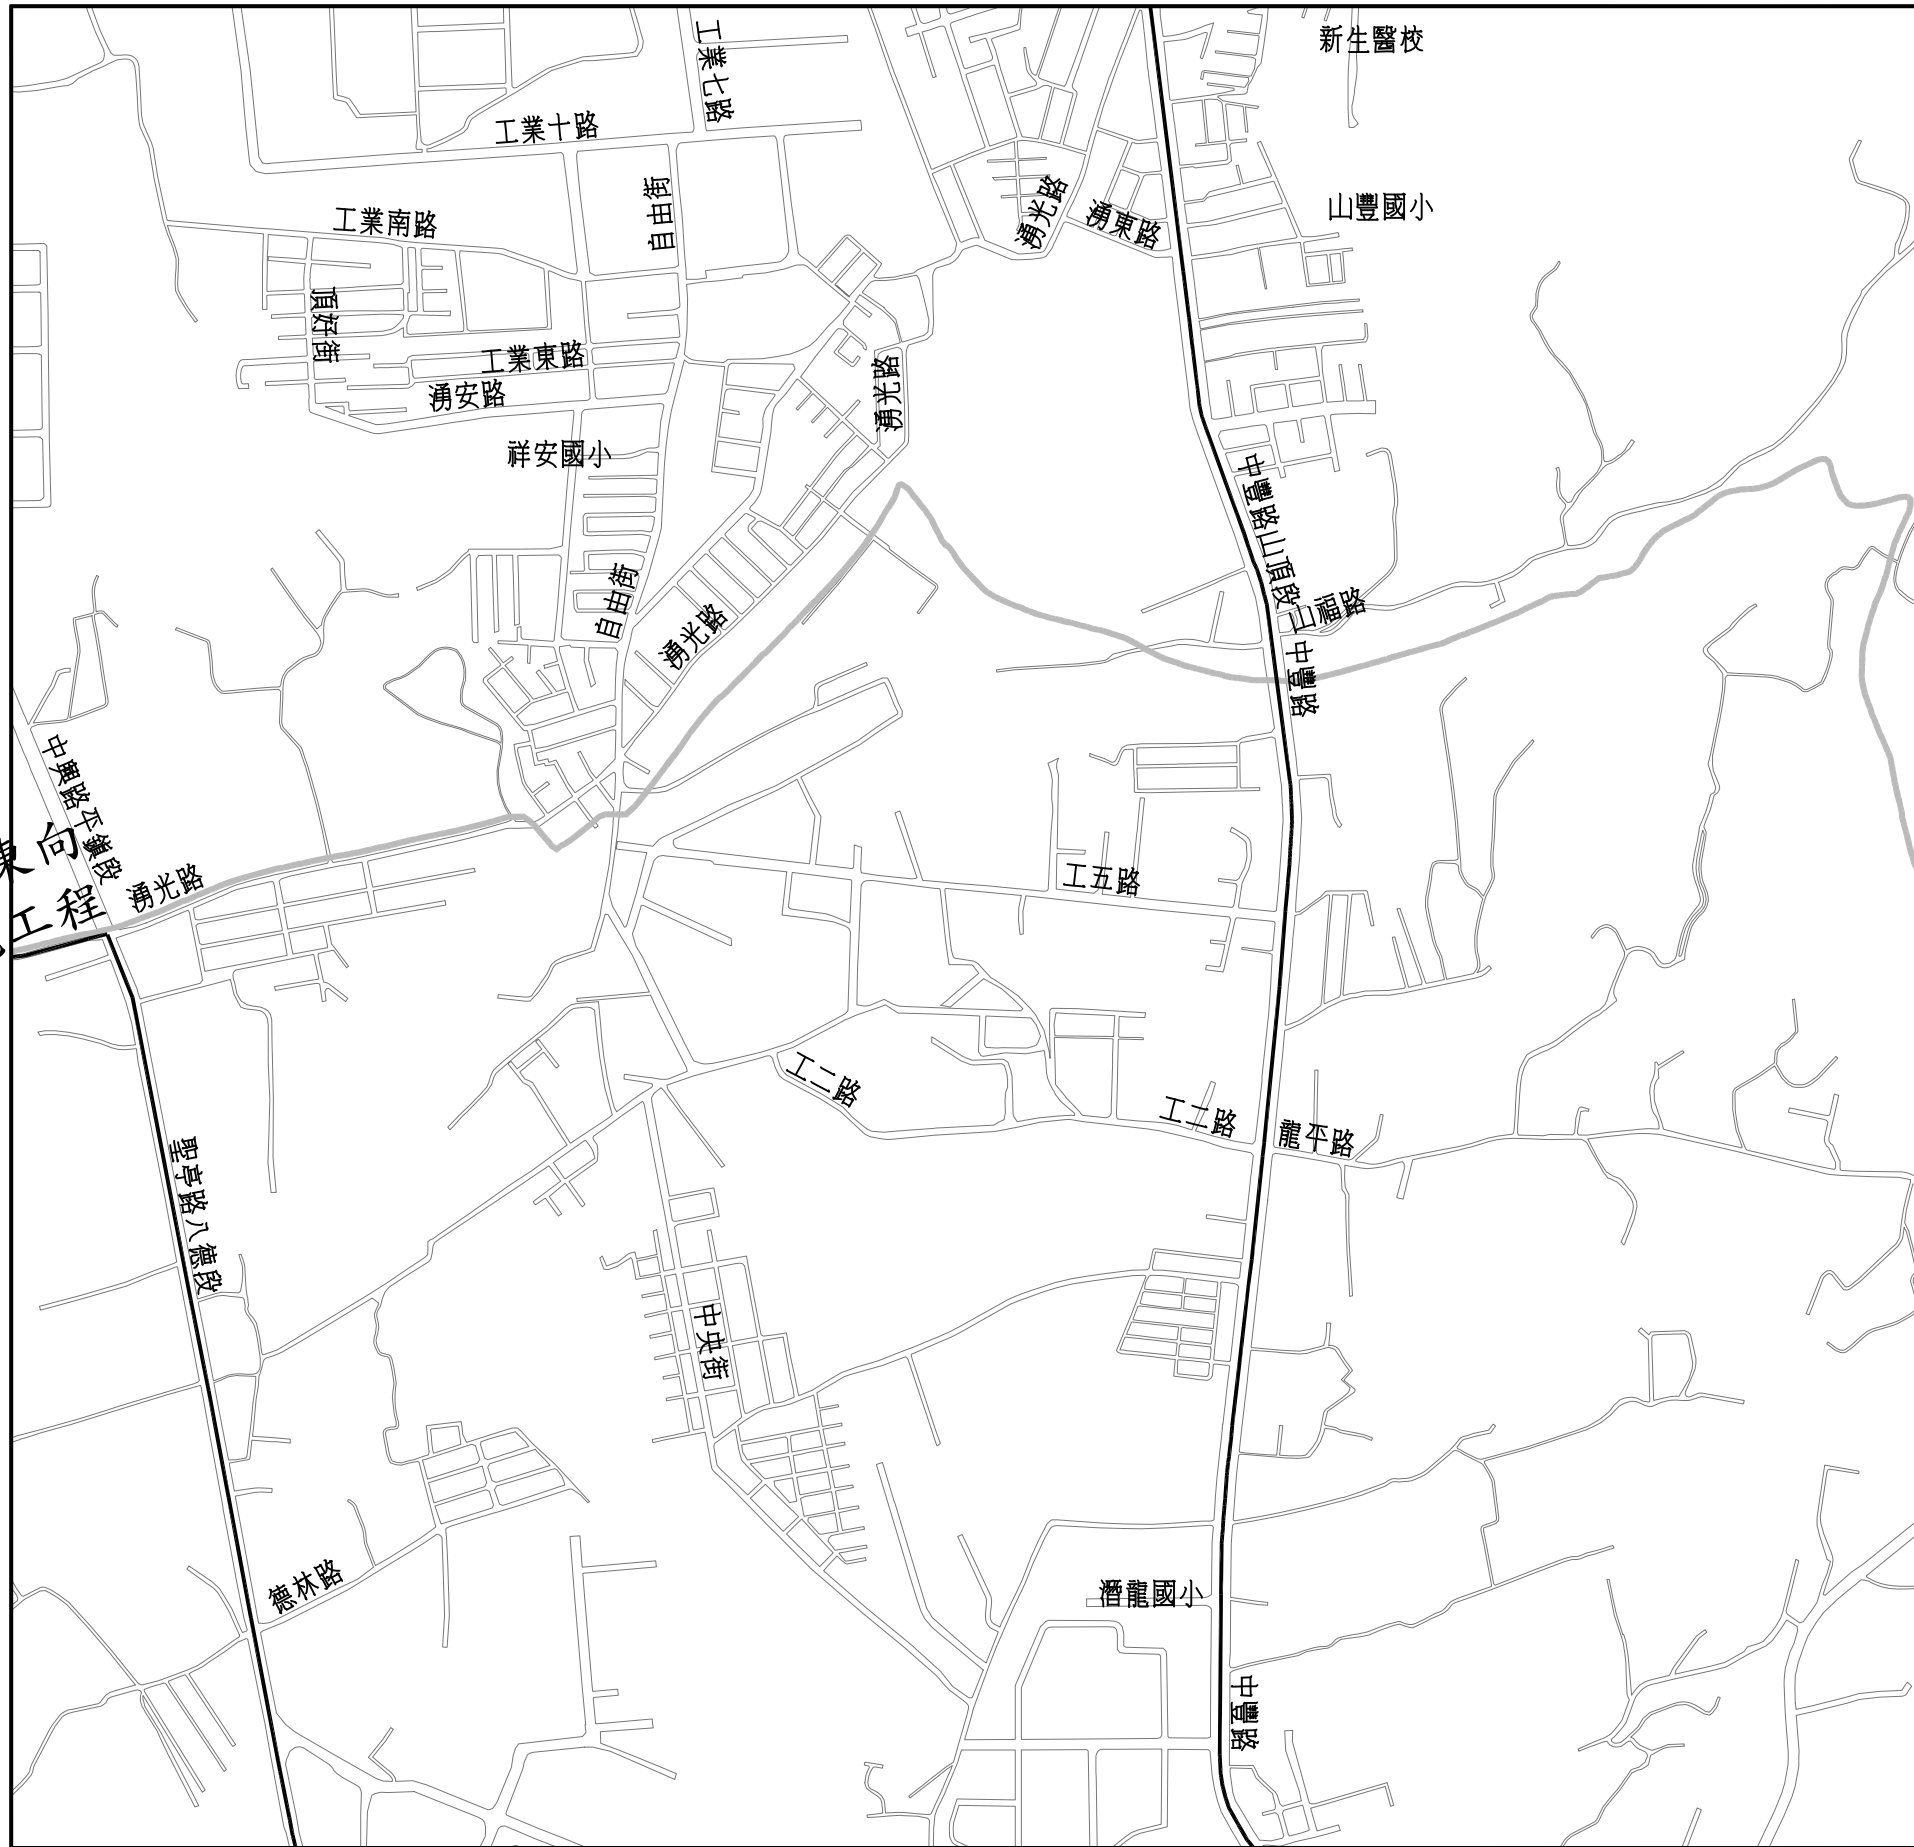 新生醫校
工業七路
工業十路
自由街
湧光路
湧東路
山豐國小
工業南路
頂好街
工業東路
湧安路
湧光路
祥安國小
中豐路山頂段
自由街
湧光路
山福路
中豐路
中興路平鎮段
東向
工程
湧光路
工五路
工二路
工二路
龍平路
聖亭路八德段
中央街
德林路
潛龍國小
中豐路